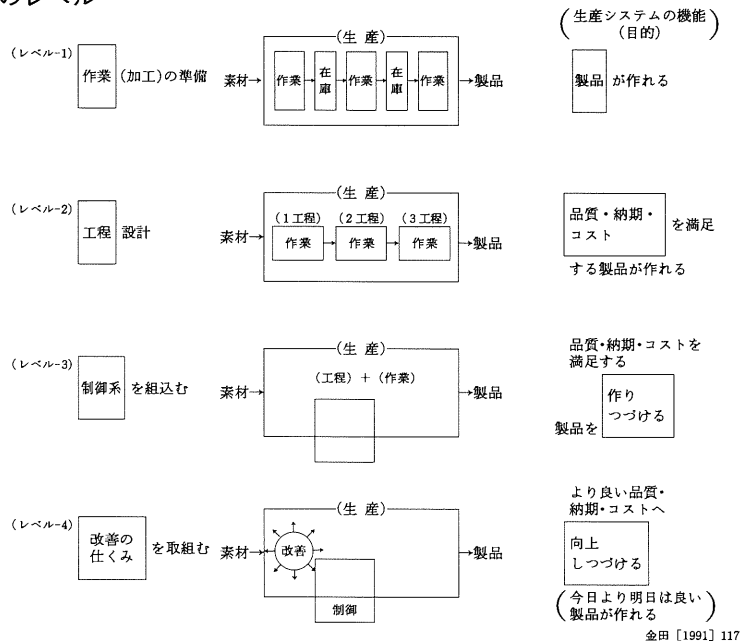 のレベル
(生産システムの機能
(目的))
(レベル-1)
作業 (加工)の準備
(生 産)
素材→ 作業 → 在庫 → 作業 → 在庫 → 作業 →製品
製品 が作れる
(レベル-2)
工程 設計
(生 産)
(1工程) (2工程) (3工程)
素材→ 作業 → 作業 → 作業 →製品
品質・納期・
コスト を満足
する製品が作れる
(レベル-3)
制御系 を組込む
(生 産)
(工程) + (作業)
素材→ →製品
品質・納期・コストを
満足する
作り
つづける
製品を
(レベル-4)
改善の
仕くみ を取組む
(生 産)
素材→ 改善 →製品
制御
より良い品質・
納期・コストへ
向上
しつづける
(今日より明日は良い
製品が作れる)
金田 [1991] 117